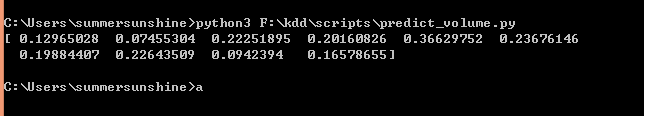 C:\Users\summersunshine>python3 F:\kdd\scripts\predict_volume.py
[ 0.12965028  0.07455304  0.22251895  0.20160826  0.36629752  0.23676146
  0.19884407  0.22643509  0.0942394   0.16578655]
C:\Users\summersunshine>a